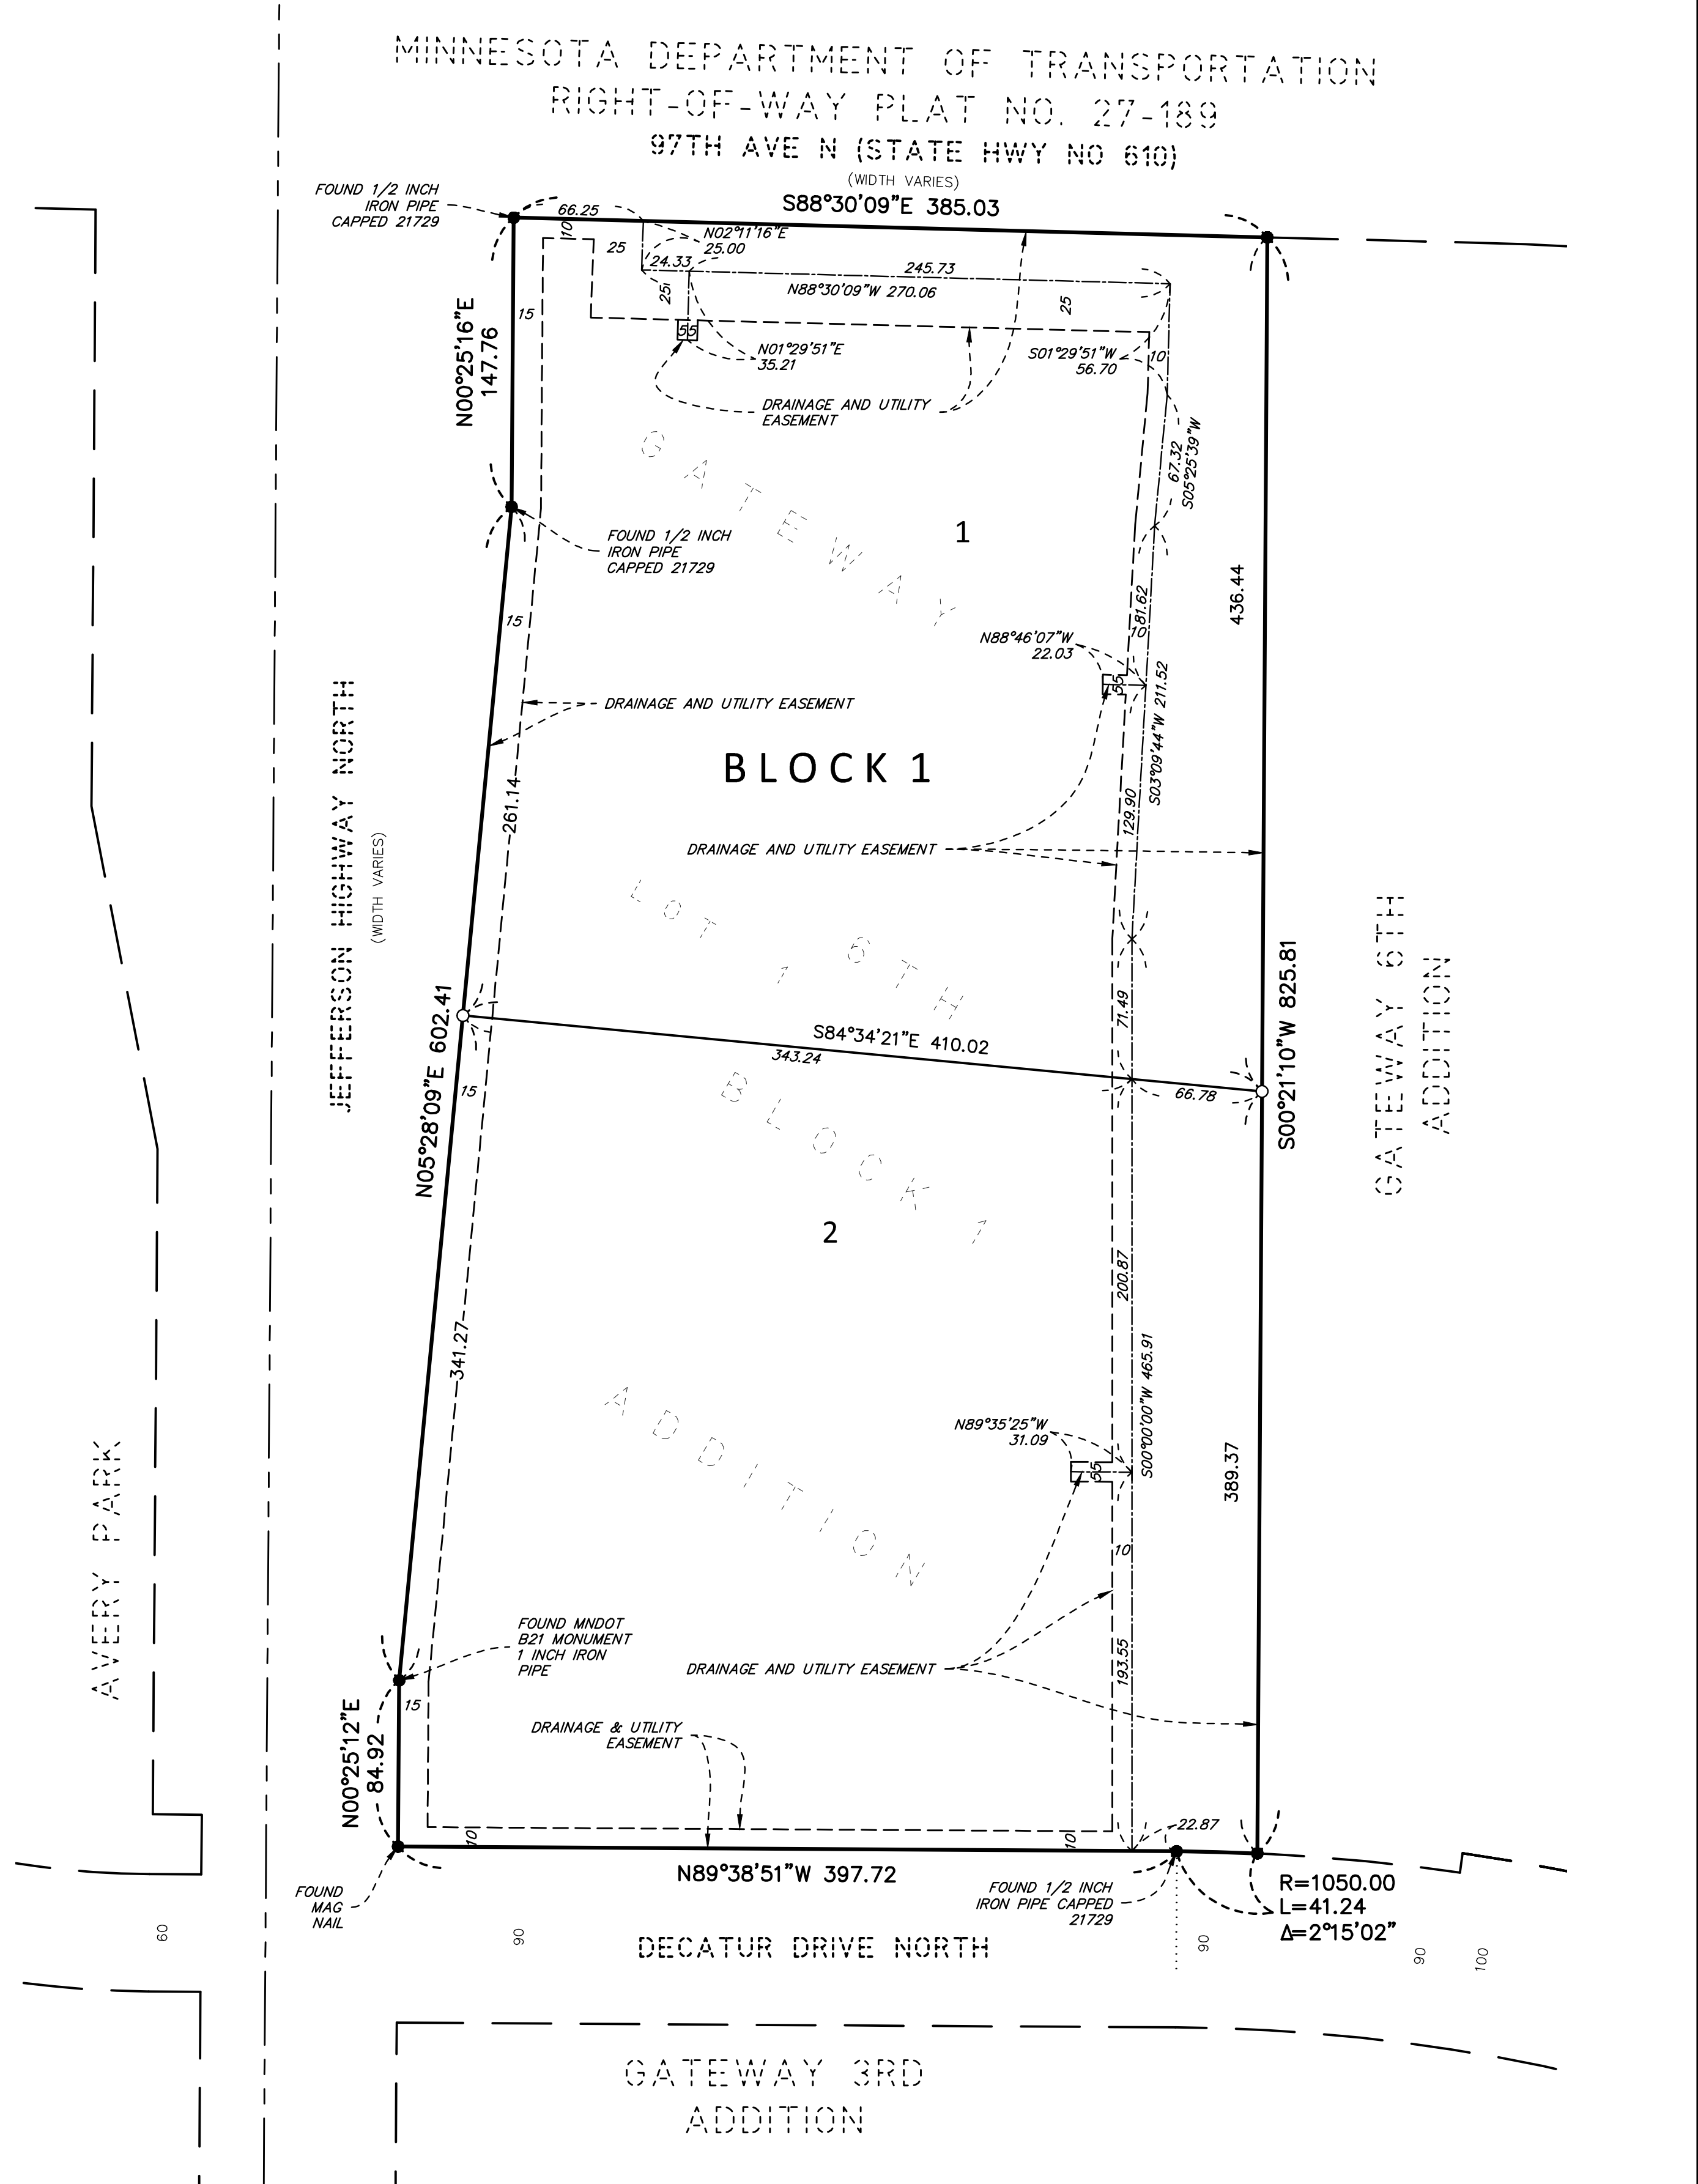 MINNESOTA DEPARTMENT OF TRANSPORTATION
RIGHT-OF-WAY PLAT NO. 27-189
97TH AVE N (STATE HWY NO 610)
(WIDTH VARIES)
S88°30'09"E 385.03
FOUND 1/2 INCH
IRON PIPE
CAPPED 21729
66.25
10
25
N02°11'16"E
25.00
24.33
245.73
N88°30'09"W 270.06
25
25
15
55
N01°29'51"E
35.21
S01°29'51"W
56.70
10
N00°25'16"E
147.76
DRAINAGE AND UTILITY
EASEMENT
67.32
S05°25'39"W
GATEWAY
1
FOUND 1/2 INCH
IRON PIPE
CAPPED 21729
436.44
81.62
10
15
N88°46'07"W
22.03
55
S03°09'44"W 211.52
DRAINAGE AND UTILITY EASEMENT
BLOCK 1
JEFFERSON HIGHWAY NORTH
(WIDTH VARIES)
261.14
129.90
DRAINAGE AND UTILITY EASEMENT
LOT 1
6TH
GATEWAY 6TH
ADDITION
S00°21'10"W 825.81
N05°28'09"E 602.41
71.49
S84°34'21"E 410.02
343.24
66.78
15
BLOCK 1
2
200.87
341.27
S00°00'00"W 465.91
ADDITION
N89°35'25"W
31.09
55
389.37
AVERY PARK
10
FOUND MNDOT
B21 MONUMENT
1 INCH IRON
PIPE
DRAINAGE AND UTILITY EASEMENT
193.55
15
N00°25'12"E
84.92
DRAINAGE & UTILITY
EASEMENT
10
10
22.87
N89°38'51"W 397.72
FOUND
MAG
NAIL
FOUND 1/2 INCH
IRON PIPE CAPPED
21729
R=1050.00
L=41.24
Δ=2°15'02"
60
90
DECATUR DRIVE NORTH
90
90
100
GATEWAY 3RD
ADDITION